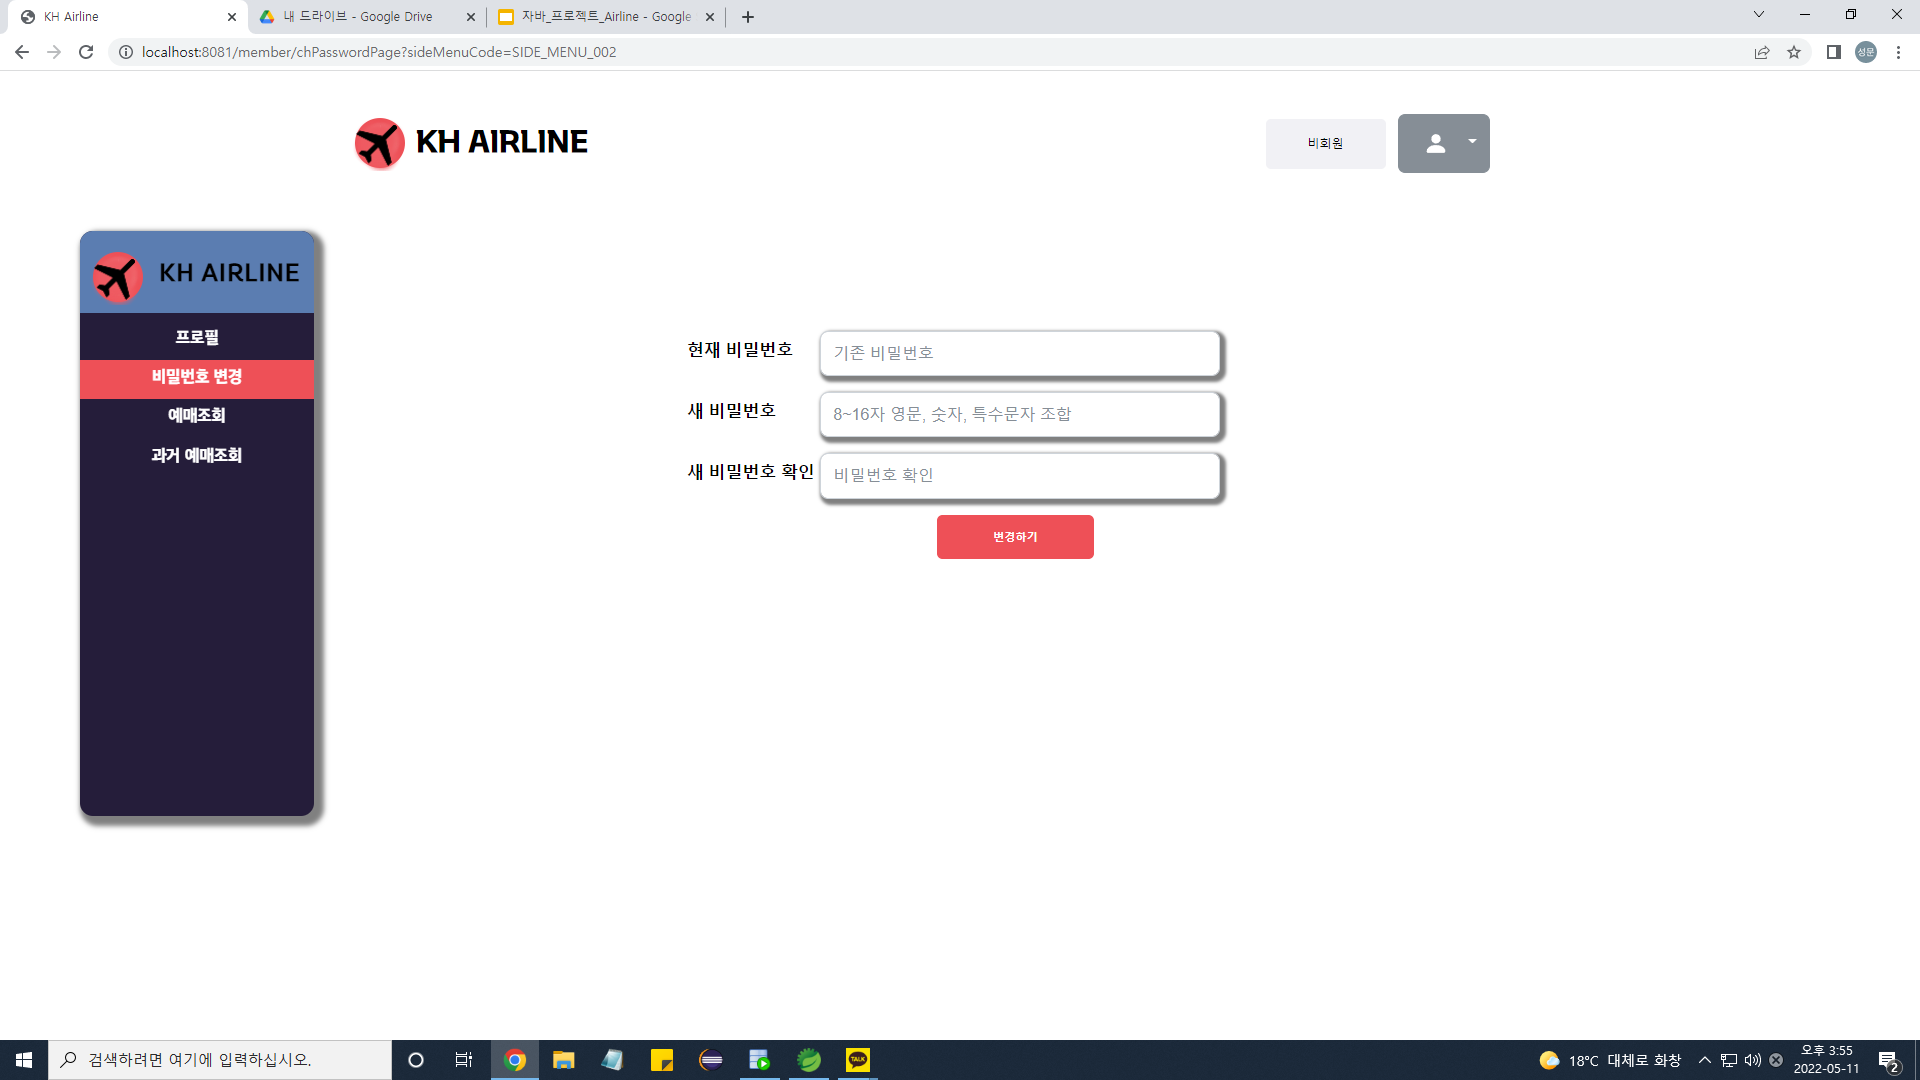 KH Airline
내 드라이브 - Google Drive
자바_프로젝트_Airline - Google
localhost:8081/member/chPasswordPage?sideMenuCode=SIDE_MENU_002
성문
KH AIRLINE
비회원
KH AIRLINE
프로필
비밀번호 변경
예매조회
과거 예매조회
현재 비밀번호
기존 비밀번호
새 비밀번호
8~16자 영문, 숫자, 특수문자 조합
새 비밀번호 확인
비밀번호 확인
변경하기
검색하려면 여기에 입력하십시오.
TALK
18°C 대체로 화창
오후 3:55
2022-05-11
2